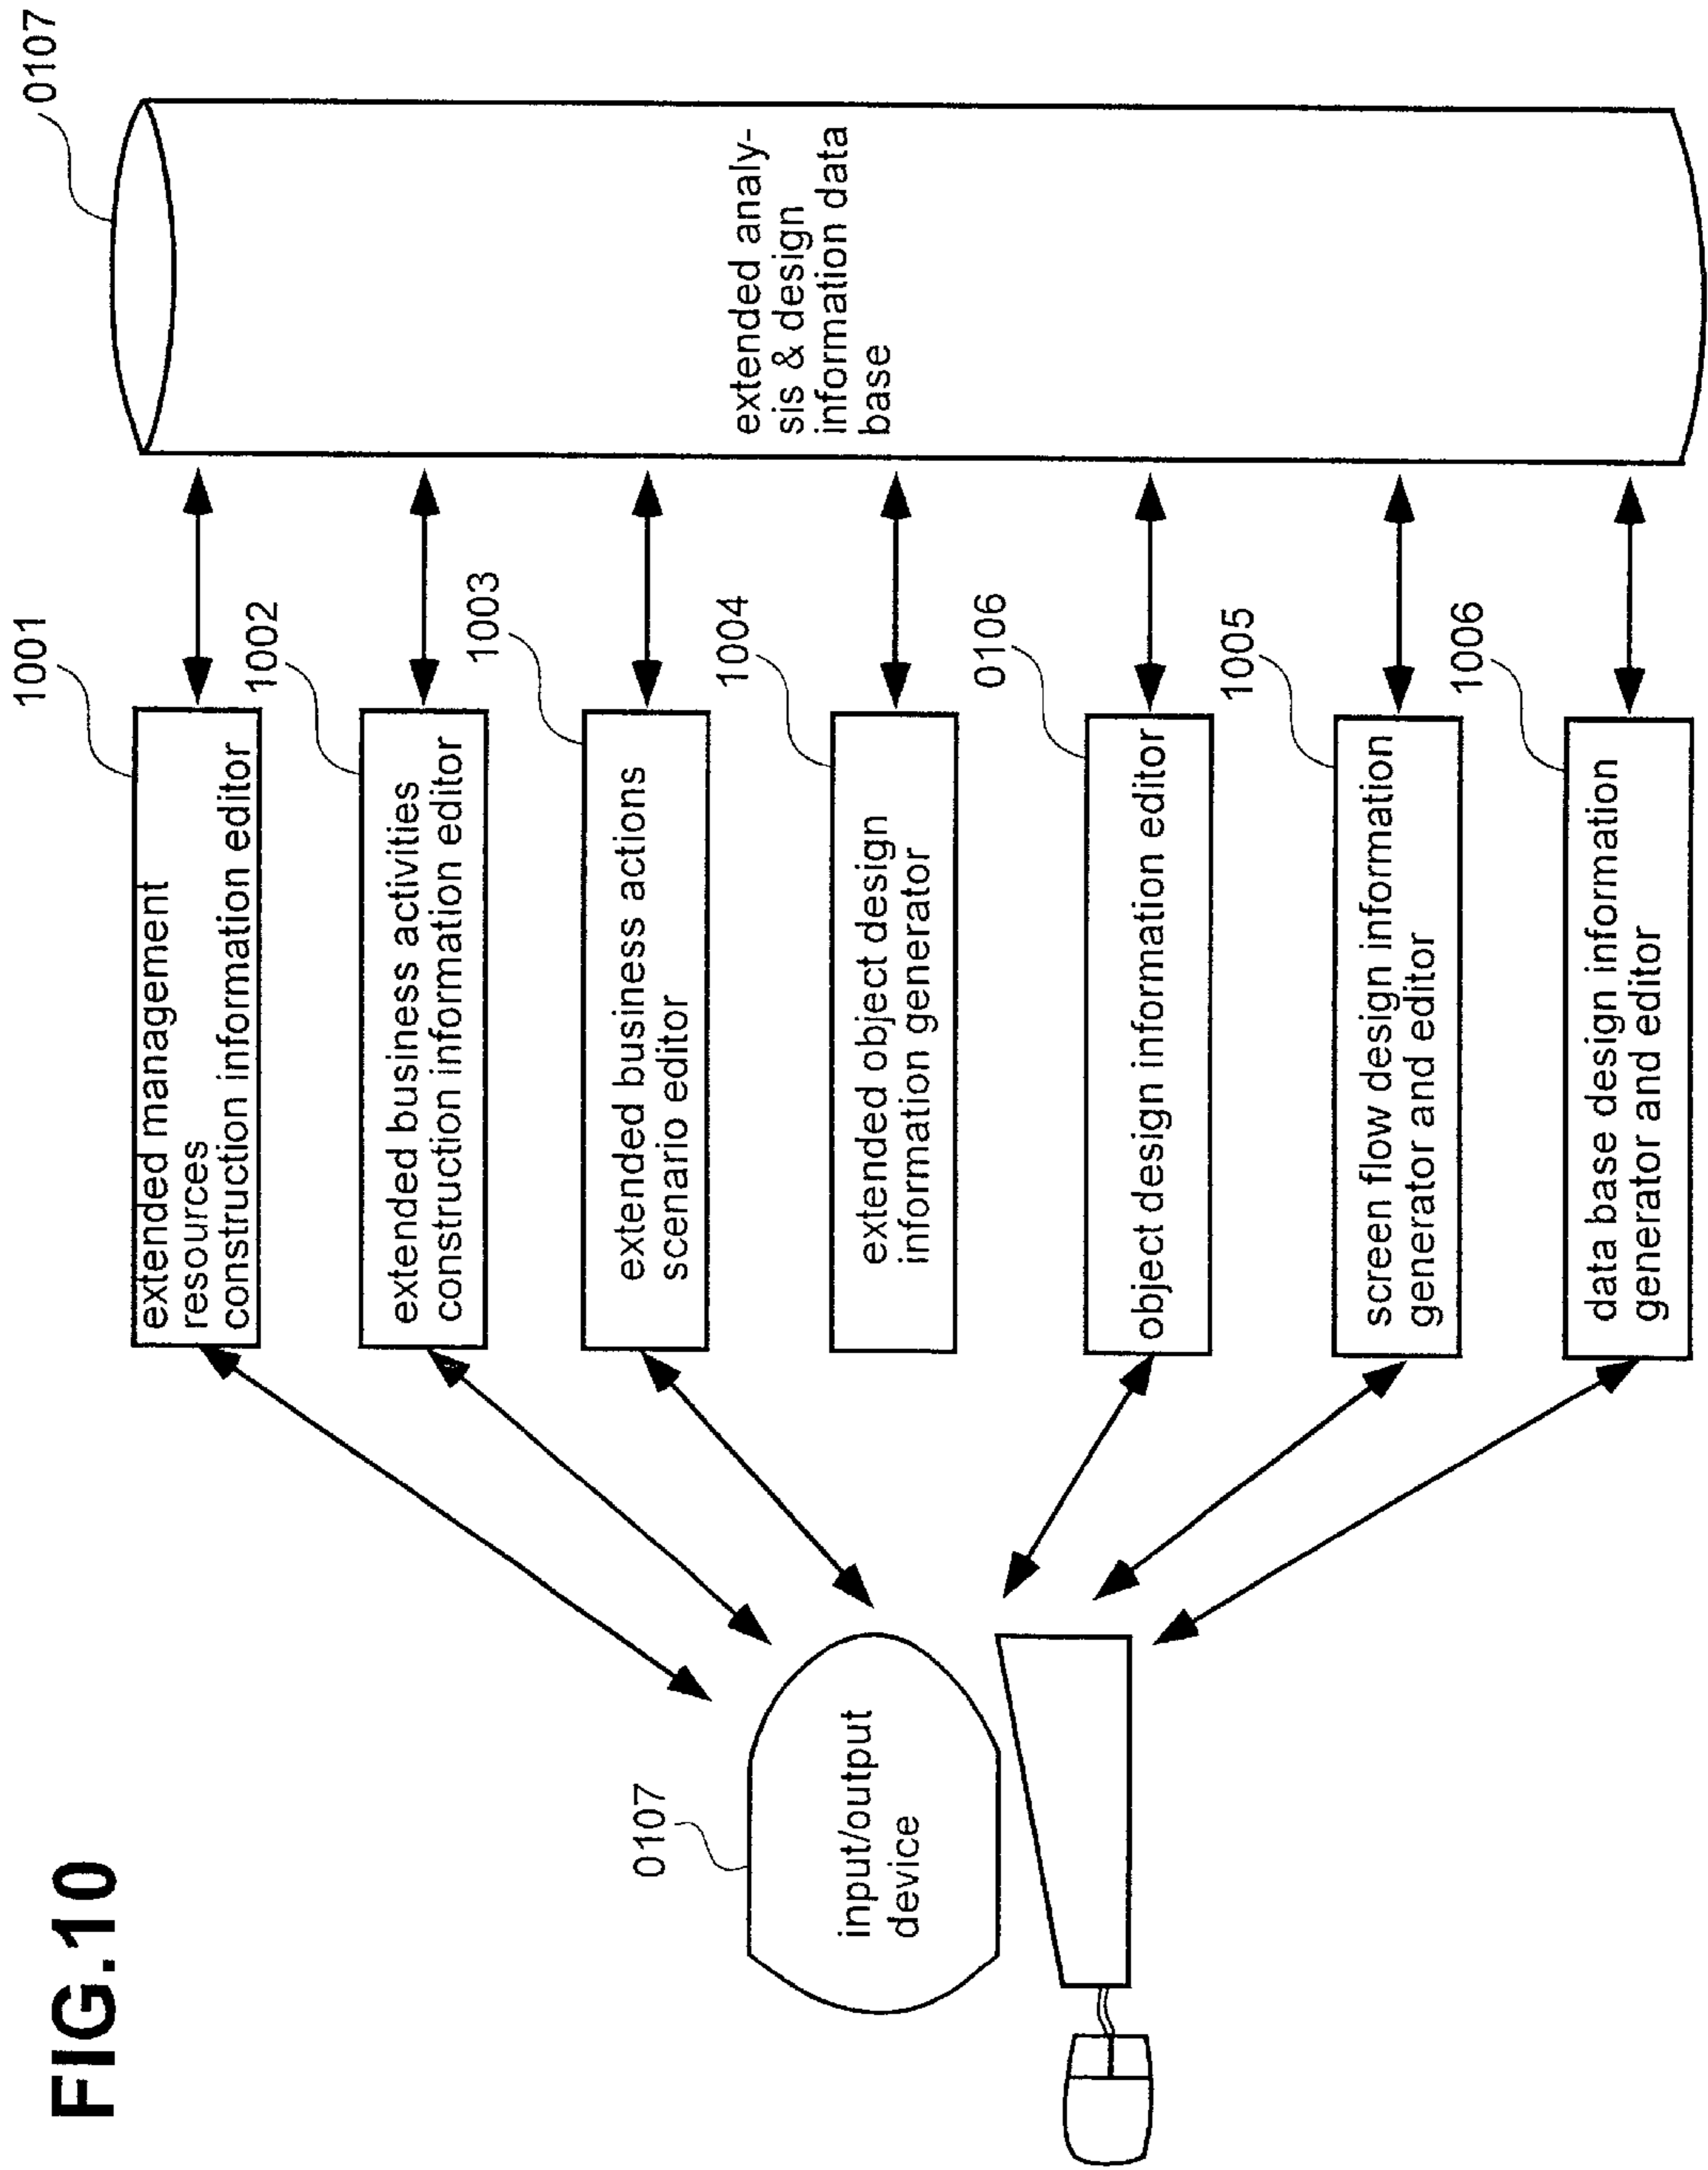 FIG.10
0107
input/output
device
1001
extended management
resources
construction information editor
1002
extended business activities
construction information editor
1003
extended business actions
scenario editor
1004
extended object design
information generator
0106
object design information editor
1005
screen flow design information
generator and editor
1006
data base design information
generator and editor
0107
extended analy-
sis & design
information data
base